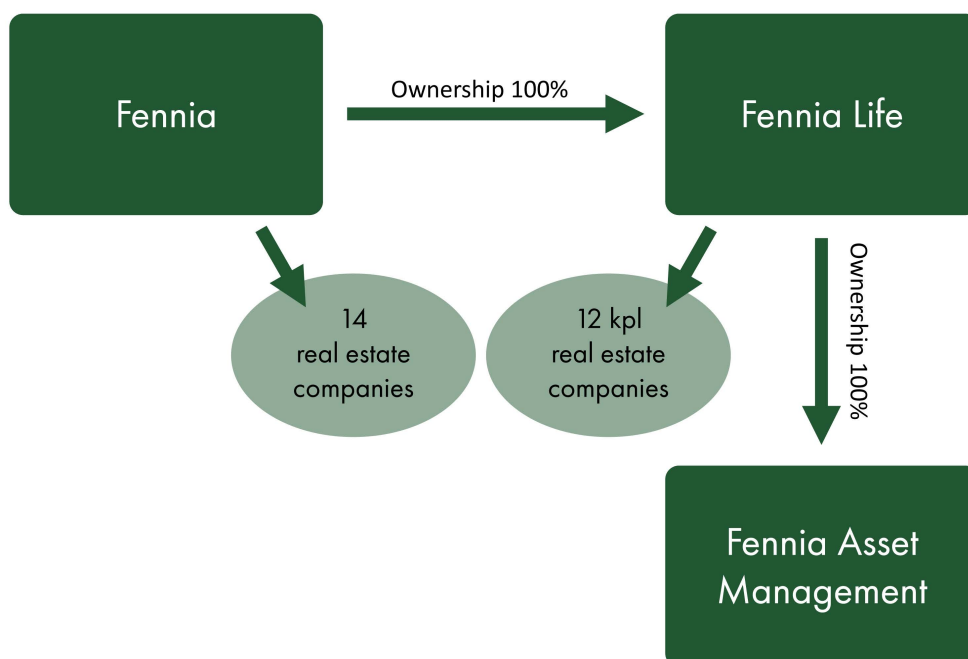 Fennia
Ownership 100%
Fennia Life
14
real estate
companies
12 kpl
real estate
companies
Ownership 100%
Fennia Asset
Management